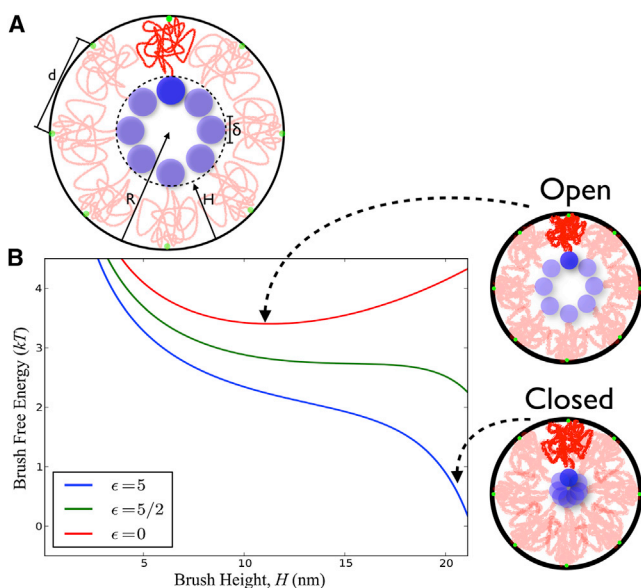 A
d
δ
R
H
Open
B
Brush Free Energy (kT)
4
3
2
1
0
ϵ=5
ϵ=5/2
ϵ=0
5
10
15
20
Brush Height, H (nm)
Closed